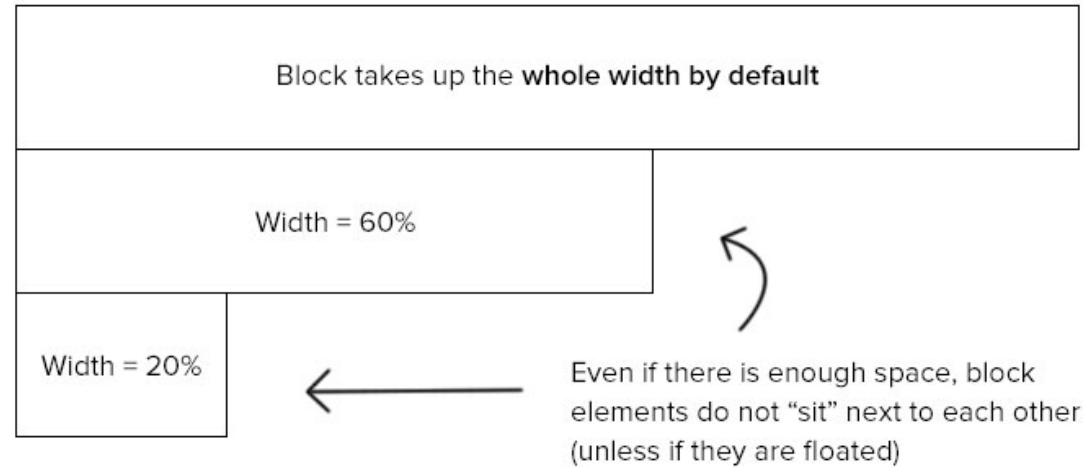 Block takes up the whole width by default
Width = 60%
Width = 20%
Even if there is enough space, block
elements do not “sit” next to each other
(unless if they are floated)